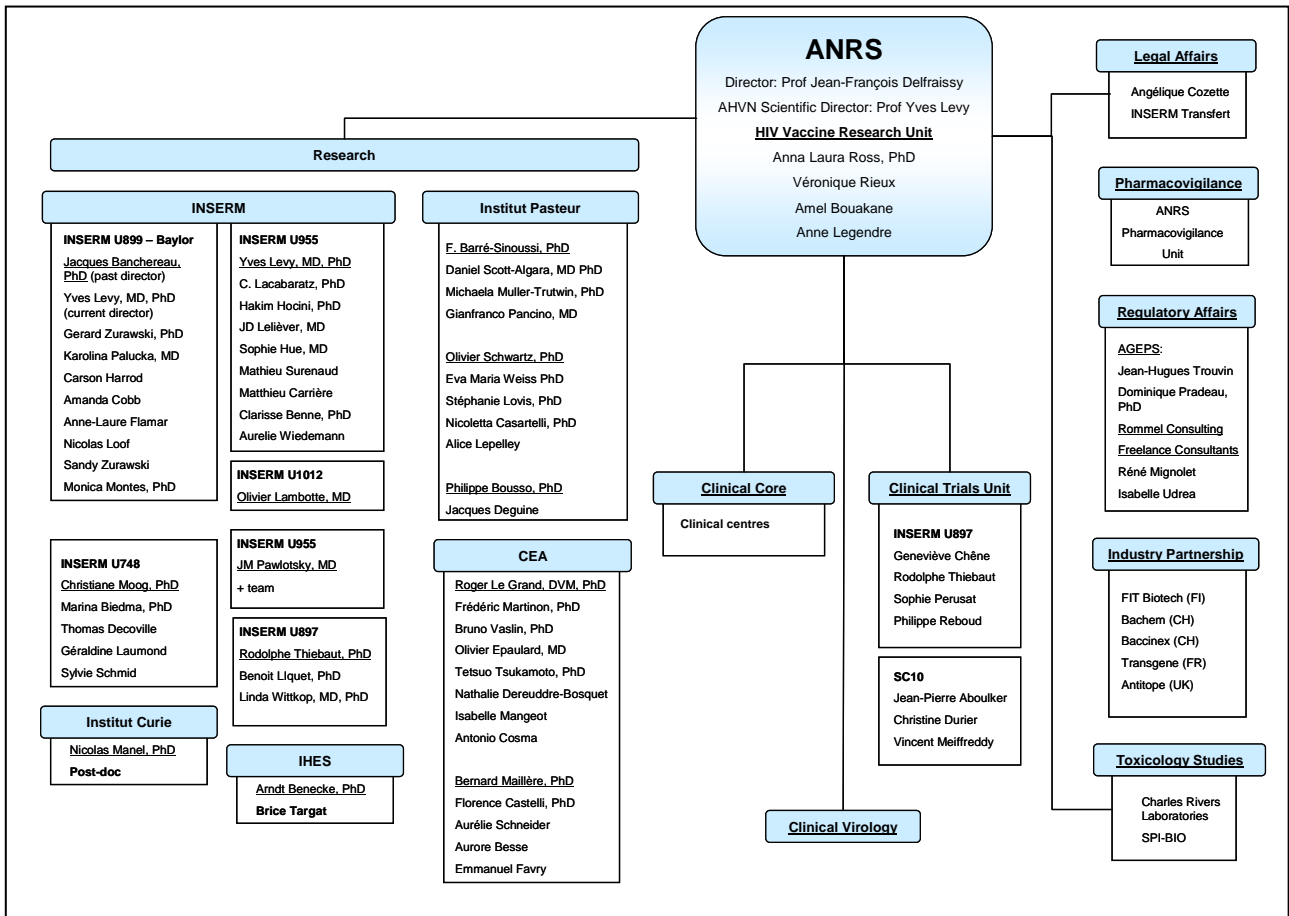 ANRS
Director: Prof Jean-François Delfraissy
AHVN Scientific Director: Prof Yves Levy
HIV Vaccine Research Unit
Anna Laura Ross, PhD
Véronique Rieux
Amel Bouakane
Anne Legendre
Research
INSERM
INSERM U899 – Baylor
Jacques Banchereau,
PhD (past director)
Yves Levy, MD, PhD
(current director)
Gerard Zurawski, PhD
Karolina Palucka, MD
Carson Harrod
Amanda Cobb
Anne-Laure Flamar
Nicolas Loof
Sandy Zurawski
Monica Montes, PhD
INSERM U955
Yves Levy, MD, PhD
C. Lacabaratz, PhD
Hakim Hocini, PhD
JD Lelièver, MD
Sophie Hue, MD
Mathieu Surenaud
Matthieu Carrière
Clarisse Benne, PhD
Aurelie Wiedemann
INSERM U1012
Olivier Lambotte, MD
INSERM U955
JM Pawlotsky, MD
+ team
INSERM U897
Rodolphe Thiebaut, PhD
Benoit LIquet, PhD
Linda Wittkop, MD, PhD
INSERM U748
Christiane Moog, PhD
Marina Biedma, PhD
Thomas Decoville
Géraldine Laumond
Sylvie Schmid
Institut Curie
Nicolas Manel, PhD
Post-doc
IHES
Arndt Benecke, PhD
Brice Targat
Institut Pasteur
F. Barré-Sinoussi, PhD
Daniel Scott-Algara, MD PhD
Michaela Muller-Trutwin, PhD
Gianfranco Pancino, MD
Olivier Schwartz, PhD
Eva Maria Weiss PhD
Stéphanie Lovis, PhD
Nicoletta Casartelli, PhD
Alice Lepelley
Philippe Bousso, PhD
Jacques Deguine
CEA
Roger Le Grand, DVM, PhD
Frédéric Martinon, PhD
Bruno Vaslin, PhD
Olivier Epaulard, MD
Tetsuo Tsukamoto, PhD
Nathalie Dereuddre-Bosquet
Isabelle Mangeot
Antonio Cosma
Bernard Maillère, PhD
Florence Castelli, PhD
Aurélie Schneider
Aurore Besse
Emmanuel Favry
Clinical Core
Clinical centres
Clinical Trials Unit
INSERM U897
Geneviève Chêne
Rodolphe Thiebaut
Sophie Perusat
Philippe Reboud
SC10
Jean-Pierre Aboulker
Christine Durier
Vincent Meiffreddy
Clinical Virology
Legal Affairs
Angélique Cozette
INSERM Transfert
Pharmacovigilance
ANRS
Pharmacovigilance
Unit
Regulatory Affairs
AGEPS:
Jean-Hugues Trouvin
Dominique Pradeau,
PhD
Rommel Consulting
Freelance Consultants
Réné Mignolet
Isabelle Udrea
Industry Partnership
FIT Biotech (FI)
Bachem (CH)
Baccinex (CH)
Transgene (FR)
Antitope (UK)
Toxicology Studies
Charles Rivers
Laboratories
SPI-BIO